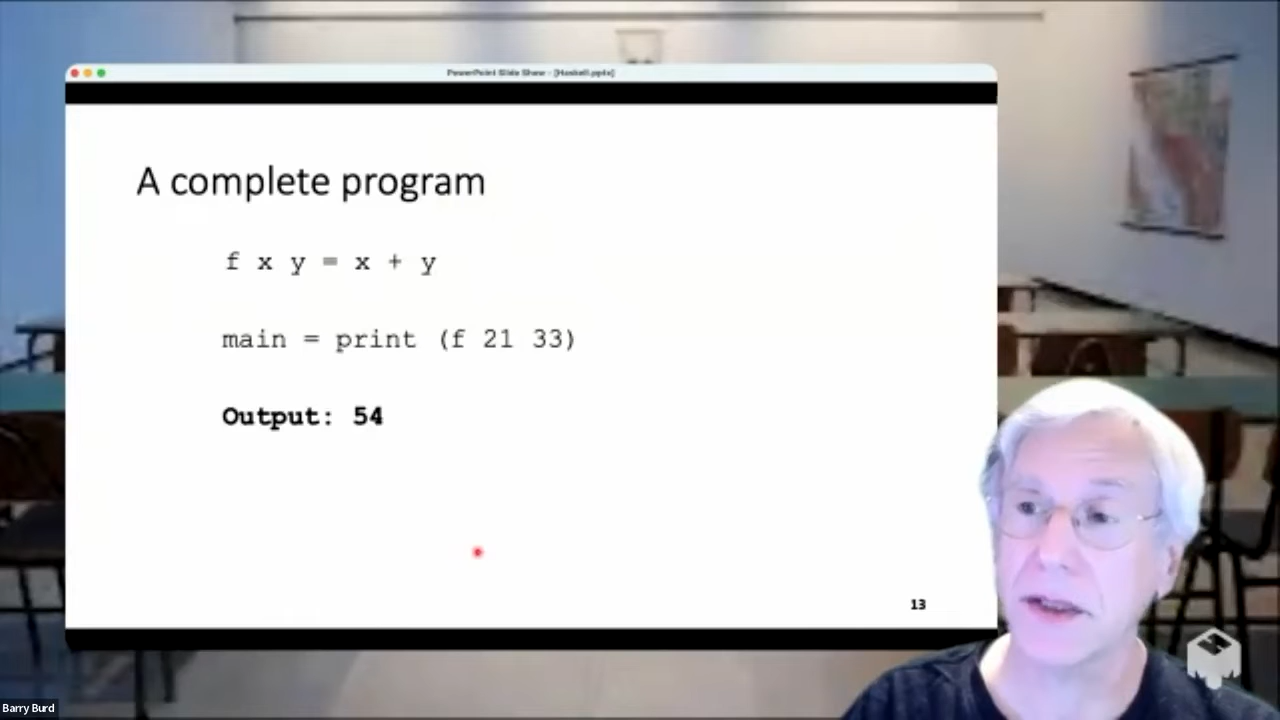 PowerPoint Slide Show - [Haskell.pptx]
A complete program
f x y = x + y
main = print (f 21 33)
Output: 54
13
Barry Burd